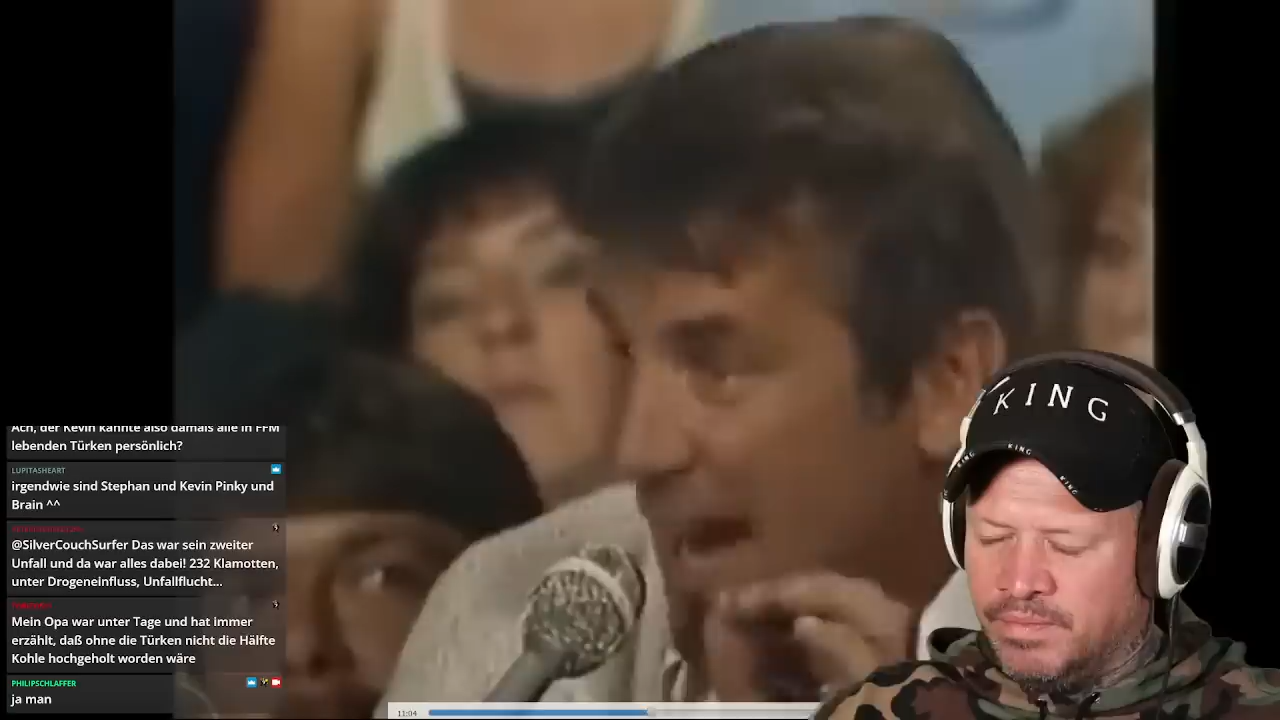 Ach, der Kevin kannte also damals alle in FFM
lebenden Türken persönlich?
LUPITASHEART
irgendwie sind Stephan und Kevin Pinky und
Brain ^^
@SilverCouchSurfer Das war sein zweiter
Unfall und da war alles dabei! 232 Klamotten,
unter Drogeneinfluss, Unfallflucht...
Mein Opa war unter Tage und hat immer
erzählt, daß ohne die Türken nicht die Hälfte
Kohle hochgeholt worden wäre
PHILIPSCHLAFFER
ja man
11:04
KING
KING
KING
KING